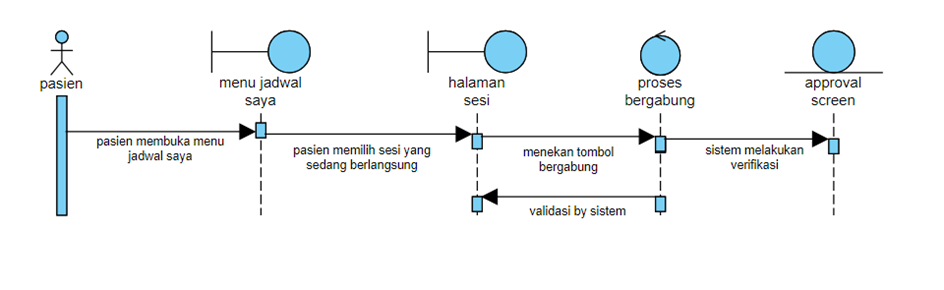 pasien
menu jadwal
saya
halaman
sesi
proses
bergabung
approval
screen
pasien membuka menu
jadwal saya
pasien memilih sesi yang
sedang berlangsung
menekan tombol
bergabung
sistem melakukan
verifikasi
validasi by sistem